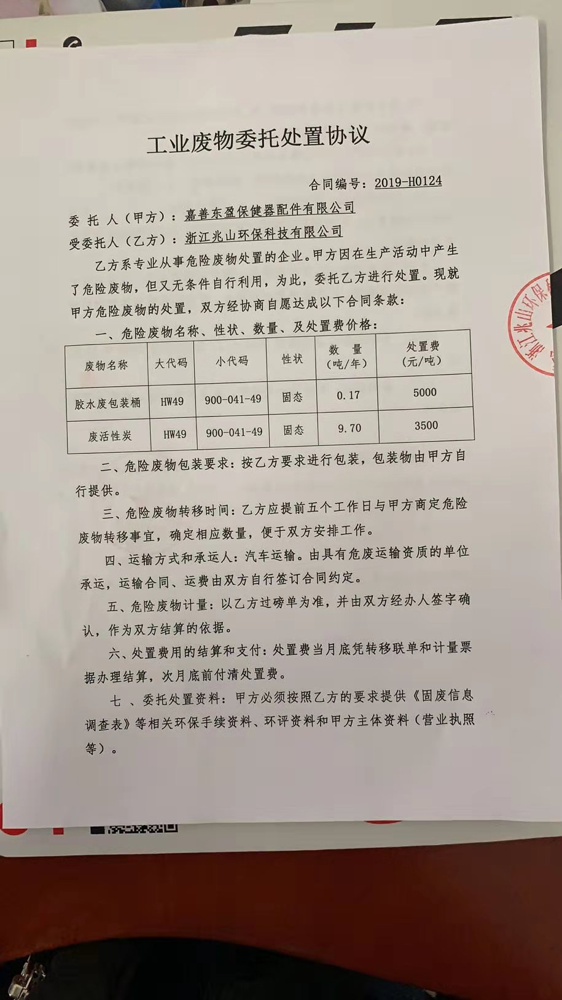 工业废物委托处置协议
合同编号：2019-H0124
委 托 人（甲方）：嘉善东盈保健器配件有限公司
受委托人（乙方）：浙江兆山环保科技有限公司
乙方系专业从事危险废物处置的企业。甲方因在生产活动中产生
了危险废物，但又无条件自行利用，为此，委托乙方进行处置。现就
甲方危险废物的处置，双方经协商自愿达成以下合同条款：
一、危险废物名称、性状、数量、及处置费价格：
废物名称 大代码 小代码 性状 数 量（吨/年） 处置费（元/吨）
胶水废包装桶 HW49 900-041-49 固态 0.17 5000
废活性炭 HW49 900-041-49 固态 9.70 3500
二、危险废物包装要求：按乙方要求进行包装，包装物由甲方自
行提供。
三、危险废物转移时间：乙方应提前五个工作日与甲方商定危险
废物转移事宜，确定相应数量，便于双方安排工作。
四、运输方式和承运人：汽车运输。由具有危废运输资质的单位
承运，运输合同、运费由双方自行签订合同约定。
五、危险废物计量：以乙方过磅单为准，并由双方经办人签字确
认，作为双方结算的依据。
六、处置费用的结算和支付：处置费当月底凭转移联单和计量票
据办理结算，次月底前付清处置费。
七 、委托处置资料：甲方必须按照乙方的要求提供《固废信息
调查表》等相关环保手续资料、环评资料和甲方主体资料（营业执照
等）。
浙江兆山环保